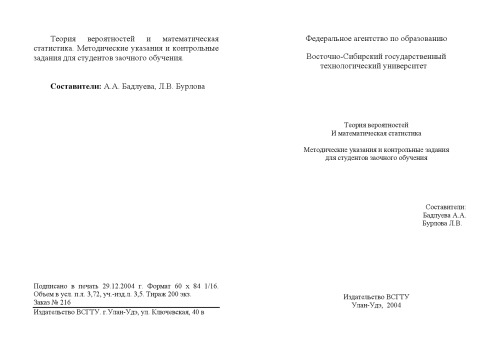 Теория вероятностей и математическая
статистика. Методические указания и контрольные
задания для студентов заочного обучения
Составители: А.А. Бадлуева, Л.В. Бурлова
Подписано в печать 29.12.2004 г. Формат 60 х 84 1/16.
Объем в усл. п.л. 3,72, уч.-изд.л. 3,5. Тираж 200 экз.
Заказ № 216
Издательство ВСГТУ. г.Улан-Удэ, ул. Ключевская, 40 в
Федеральное агентство по образованию
Восточно-Сибирский государственный
технологический университет
Теория вероятностей
И математическая статистика
Методические указания и контрольные задания
для студентов заочного обучения
Составители:
Бадлуева А.А.
Бурлова Л.В.
Издательство ВСГТУ
Улан-Удэ, 2004